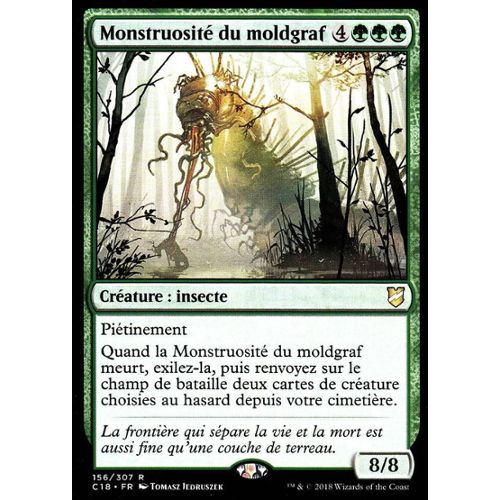 Monstruosité du moldgraf 4
Créature : insecte
Piétinement
Quand la Monstruosité du moldgraf
meurt, exilez-la, puis renvoyez sur le
champ de bataille deux cartes de créature
choisies au hasard depuis votre cimetière.
La frontière qui sépare la vie et la mort est
aussi fine qu'une couche de terreau.
8/8
156/307 R
C18 • FR Tomasz Jedruszek
™ & © 2018 Wizards of the Coast